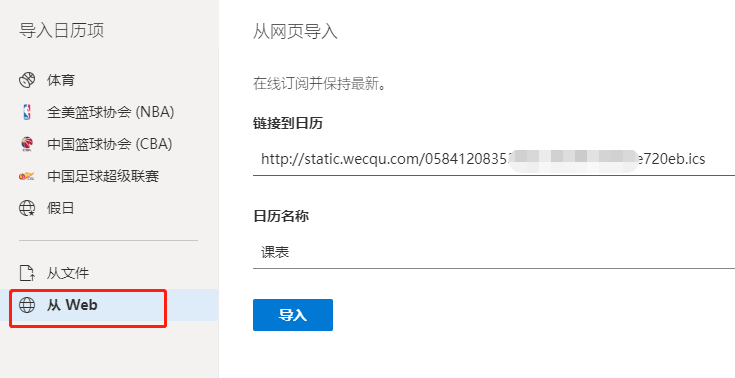 导入日历项
体育
全美篮球协会 (NBA)
中国篮球协会 (CBA)
中国足球超级联赛
假日
从文件
从 Web
从网页导入
在线订阅并保持最新。
链接到日历
http://static.wecqu.com/0584120835 e720eb.ics
日历名称
课表
导入